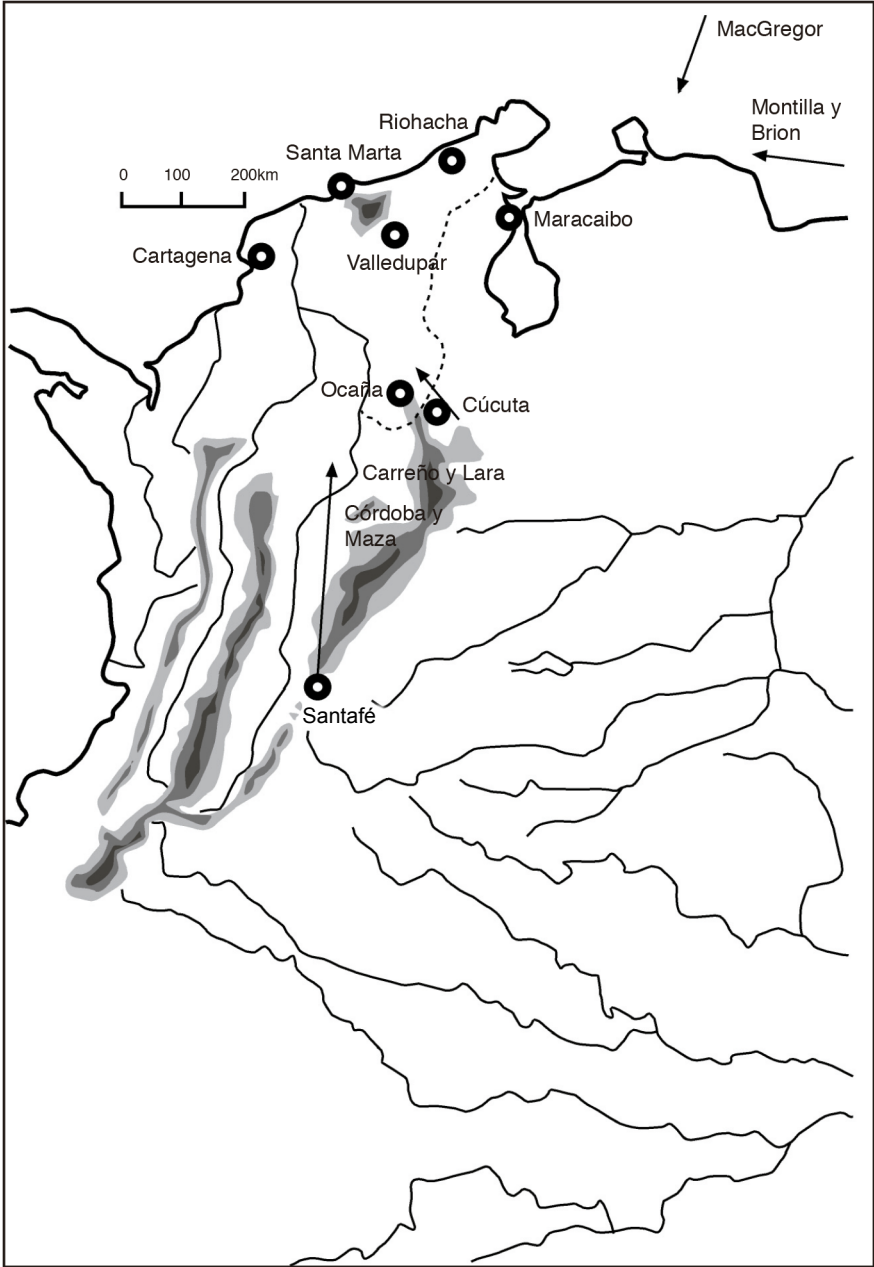 MacGregor
Montilla y
Brion
Riohacha
Santa Marta
0 100 200km
Maracaibo
Cartagena
Valledupar
Ocaña
Cúcuta
Carreño y Lara
Córdoba y
Maza
Santafé